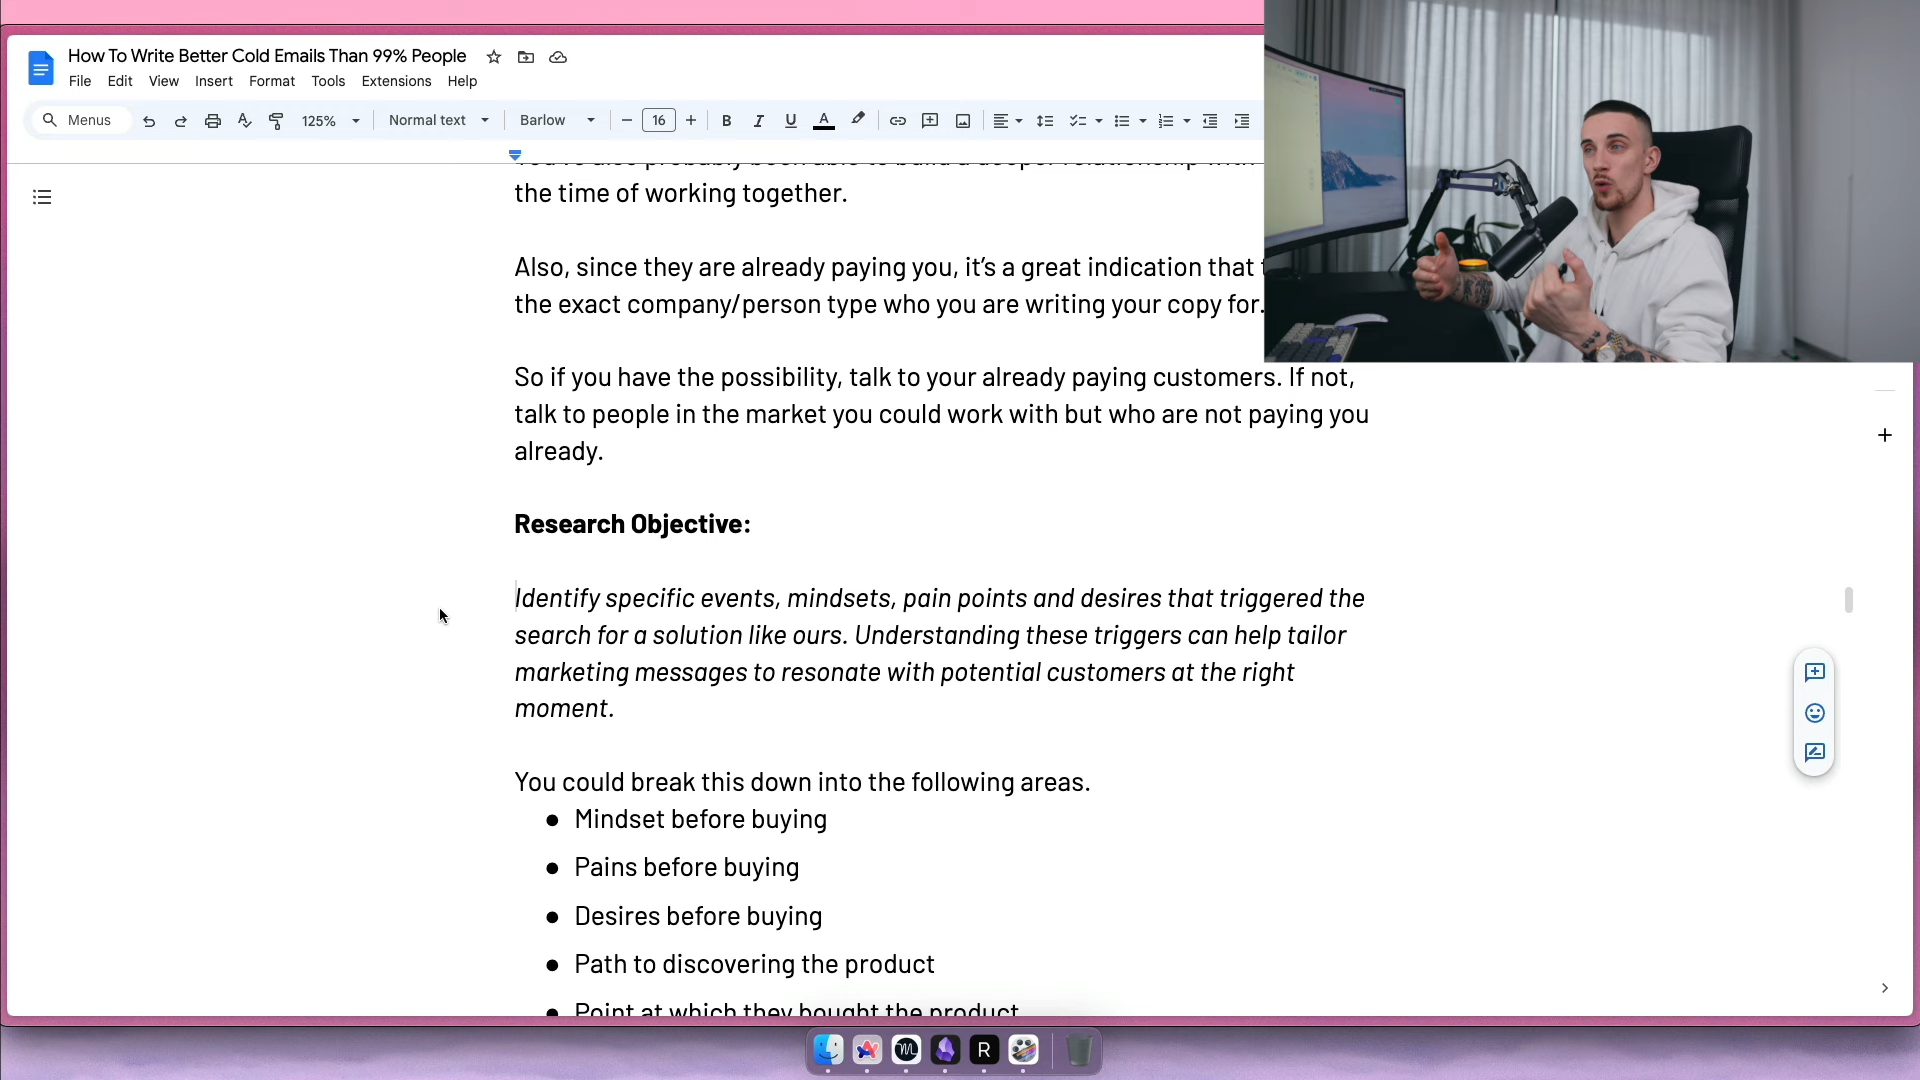 How To Write Better Cold Emails Than 99% People
File Edit View Insert Format Tools Extensions Help
Menus 125% Normal text Barlow 16 B I U A
the time of working together.
Also, since they are already paying you, it's a great indication that
the exact company/person type who you are writing your copy for.
So if you have the possibility, talk to your already paying customers. If not,
talk to people in the market you could work with but who are not paying you
already.
Research Objective:
Identify specific events, mindsets, pain points and desires that triggered the
search for a solution like ours. Understanding these triggers can help tailor
marketing messages to resonate with potential customers at the right
moment.
You could break this down into the following areas.
● Mindset before buying
● Pains before buying
● Desires before buying
● Path to discovering the product
● Point at which they bought the product
R